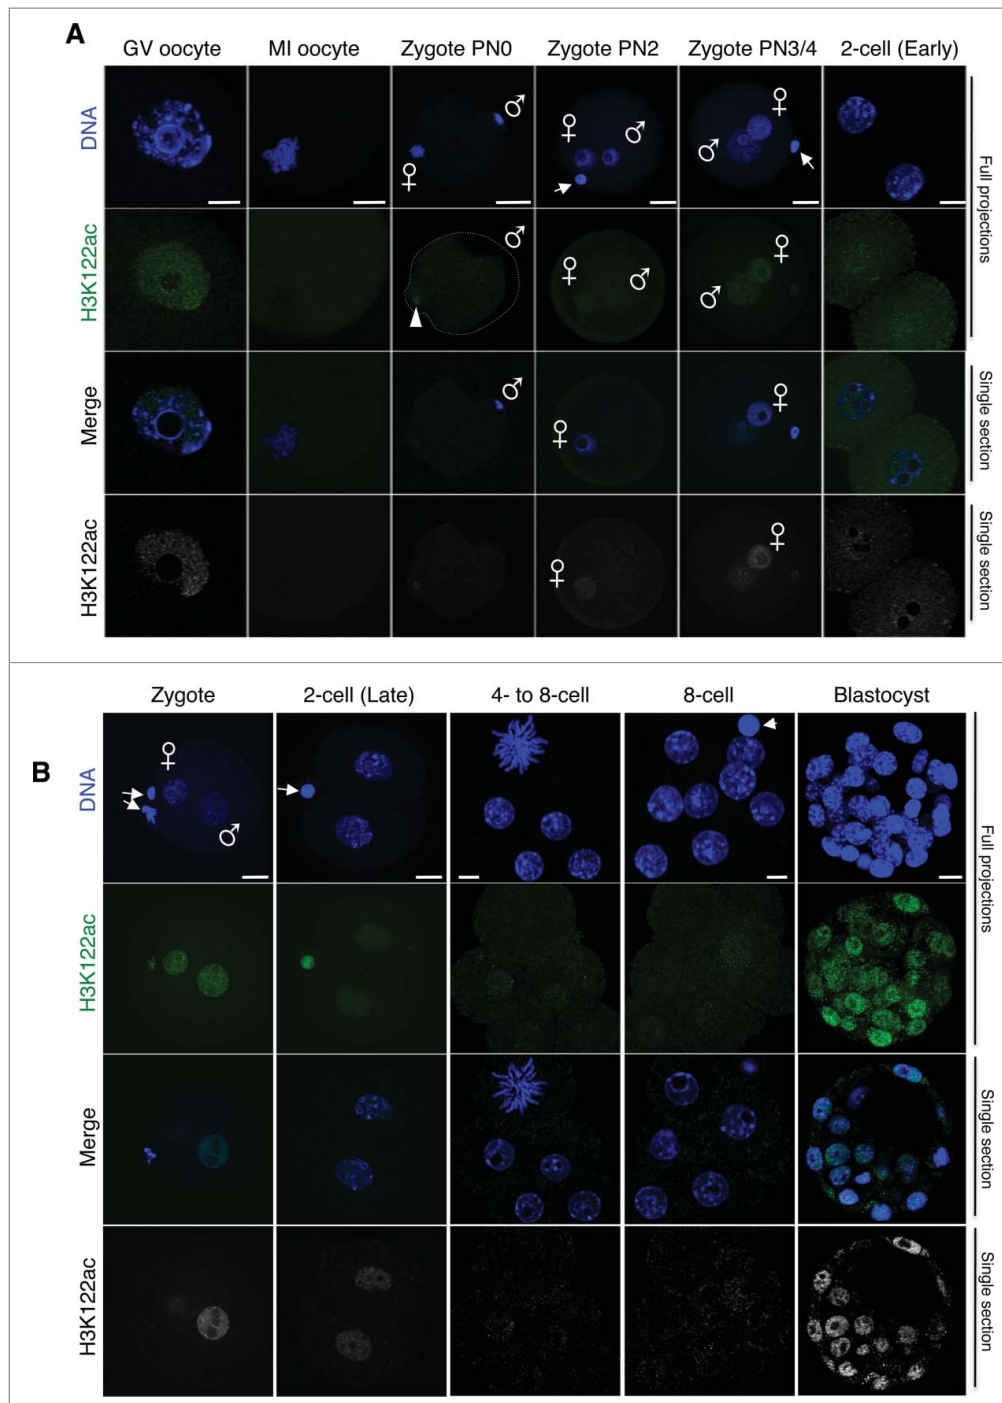 A
GV oocyte MI oocyte Zygote PN0 Zygote PN2 Zygote PN3/4 2-cell (Early)
DNA
♂
♀
♀ ♂
♀
♂
Full projections
H3K122ac
♂
♀ ♂
♀
♂
Merge
♂
♀
♀
Single section
H3K122ac
♀
♀
Single section
B
Zygote 2-cell (Late) 4- to 8-cell 8-cell Blastocyst
DNA
♀
♂
Full projections
H3K122ac
Merge
Single section
H3K122ac
Single section